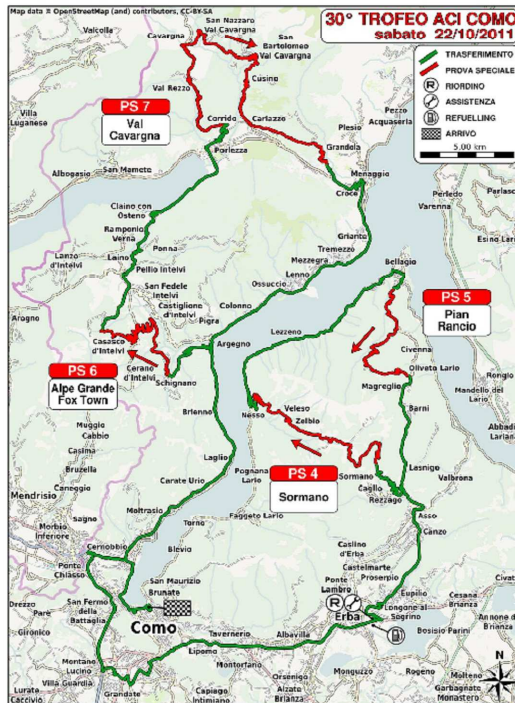 Map data © OpenStreetMap (and) contributors, CC-BY-SA
30° TROFEO ACI COMO
sabato 22/10/2011
TRASFERIMENTO
PROVA SPECIALE
RIORDINO
ASSISTENZA
REFUELLING
ARRIVO
5.00 km
Valcolla
Cavargna
San Nazzaro
Val Cavargna
San
Bartolomeo
Val Cavargna
Cusino
Val Rezzo
PS 7
Val
Cavargna
Villa
Luganese
Corrido
Carlazzo
Plesio
Pezzo
Acquaseria
Grandola
Porlezza
Menaggio
Croce
Albogasio
San Mamete
Perledo
Varenna
Parlasco
Esino Lario
Claino con
Osteno
Ramponio
Verna
Laino
Ponna
Lanzo
d'Intelvi
Pellio Intelvi
Griante
Tremezzo
Mezzegra
Lenno
Ossuccio
Bellagio
San Fedele
Intelvi
Castiglione
d'Intelvi
Colonno
Pigra
Lezzeno
Arogno
Casasco
d'Intelvi
Argegno
Cerano
d'Intelvi
Schignano
PS 5
Pian
Rancio
Civenna
Oliveto Lario
Magreglio
Rongio
Mandello del
Lario
PS 6
Alpe Grande
Fox Town
Brienno
Nesso
Veleso
Zelbio
Barni
Abbadia
Lariana
Muggio
Cabbio
Casima
Bruzella
Caneggio
Mendrisio
Sagno
Morbio
Inferiore
Laglio
Carate Urio
Pognana
Lario
PS 4
Sormano
Sormano
Caglio
Rezzago
Lasnigo
Valbrona
Asso
Canzo
Moltrasio
Torno
Faggeto Lario
Cernobbio
Ponte
Chiasso
Blevio
Caslino
d'Erba
Castelmarte
Proserpio
Ponte
Lambro
Erba
Eupilio
Longone al
Segrino
Cesana
Brianza
Bosisio Parini
Annone di
Brianza
San Maurizio
Brunate
Drezzo
Parè
Gironico
San Fermo
della
Battaglia
Como
Tavernerio
Albavilla
Lipomo
Montorfano
Montano
Lucino
Villa Guardia
Grandate
Lurate
Caccivio
Capiago
Intimiano
Orsenigo
Alzate
Brianza
Monguzzo
Rogeno
Molteno
Garbagnate
Monastero
N